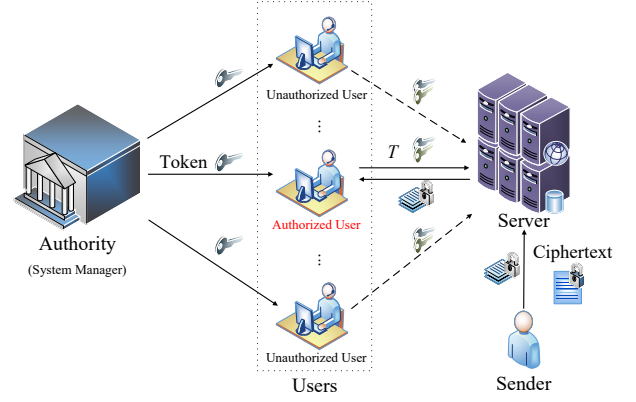 Unauthorized User
...
Token
T
Authorized User
Authority
(System Manager)
Server
...
Ciphertext
Unauthorized User
Users
Sender